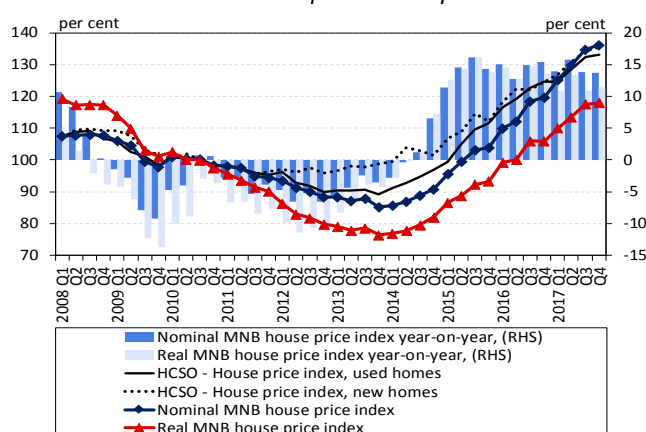 per cent per cent
140 20
130 15
120 10
110 5
100 0
90 -5
80 -10
70 -15
2008 Q1 Q2 Q3 Q4 2009 Q1 Q2 Q3 Q4 2010 Q1 Q2 Q3 Q4 2011 Q1 Q2 Q3 Q4 2012 Q1 Q2 Q3 Q4 2013 Q1 Q2 Q3 Q4 2014 Q1 Q2 Q3 Q4 2015 Q1 Q2 Q3 Q4 2016 Q1 Q2 Q3 Q4 2017 Q1 Q2 Q3 Q4
Nominal MNB house price index year-on-year, (RHS)
Real MNB house price index year-on-year, (RHS)
HCSO - House price index, used homes
HCSO - House price index, new homes
Nominal MNB house price index
Real MNB house price index